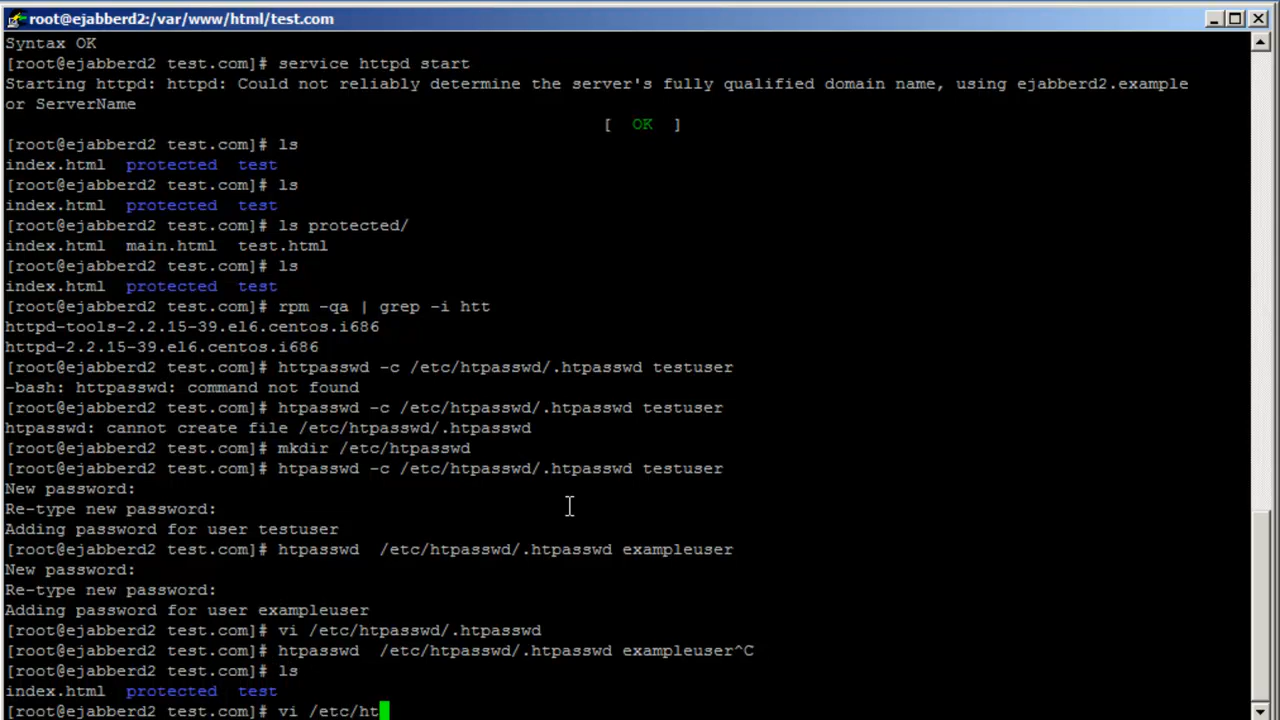 root@ejabberd2:/var/www/html/test.com
Syntax OK
[root@ejabberd2 test.com]# service httpd start
Starting httpd: httpd: Could not reliably determine the server's fully qualified domain name, using ejabberd2.example
or ServerName
[  OK  ]
[root@ejabberd2 test.com]# ls
index.html  protected  test
[root@ejabberd2 test.com]# ls
index.html  protected  test
[root@ejabberd2 test.com]# ls protected/
index.html  main.html  test.html
[root@ejabberd2 test.com]# ls
index.html  protected  test
[root@ejabberd2 test.com]# rpm -qa | grep -i htt
httpd-tools-2.2.15-39.el6.centos.i686
httpd-2.2.15-39.el6.centos.i686
[root@ejabberd2 test.com]# httpasswd -c /etc/htpasswd/.htpasswd testuser
-bash: httpasswd: command not found
[root@ejabberd2 test.com]# htpasswd -c /etc/htpasswd/.htpasswd testuser
htpasswd: cannot create file /etc/htpasswd/.htpasswd
[root@ejabberd2 test.com]# mkdir /etc/htpasswd
[root@ejabberd2 test.com]# htpasswd -c /etc/htpasswd/.htpasswd testuser
New password:
Re-type new password:
Adding password for user testuser
[root@ejabberd2 test.com]# htpasswd  /etc/htpasswd/.htpasswd exampleuser
New password:
Re-type new password:
Adding password for user exampleuser
[root@ejabberd2 test.com]# vi /etc/htpasswd/.htpasswd
[root@ejabberd2 test.com]# htpasswd  /etc/htpasswd/.htpasswd exampleuser^C
[root@ejabberd2 test.com]# ls
index.html  protected  test
[root@ejabberd2 test.com]# vi /etc/ht